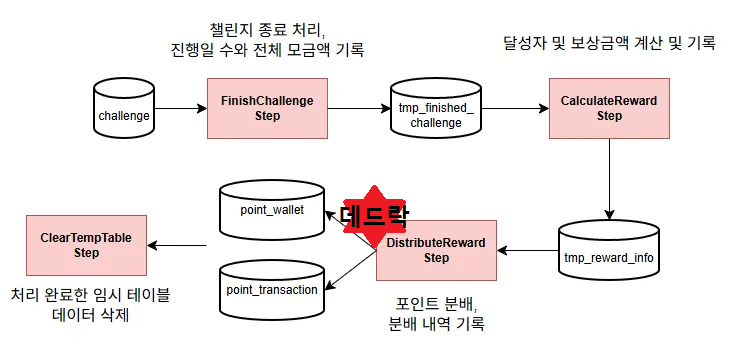 챌린지 종료 처리,
진행일 수와 전체 모금액 기록
달성자 및 보상금액 계산 및 기록
challenge
FinishChallenge
Step
tmp_finished_
challenge
CalculateReward
Step
point_wallet
데드락
ClearTempTable
Step
DistributeReward
Step
tmp_reward_info
point_transaction
처리 완료한 임시 테이블
데이터 삭제
포인트 분배,
분배 내역 기록